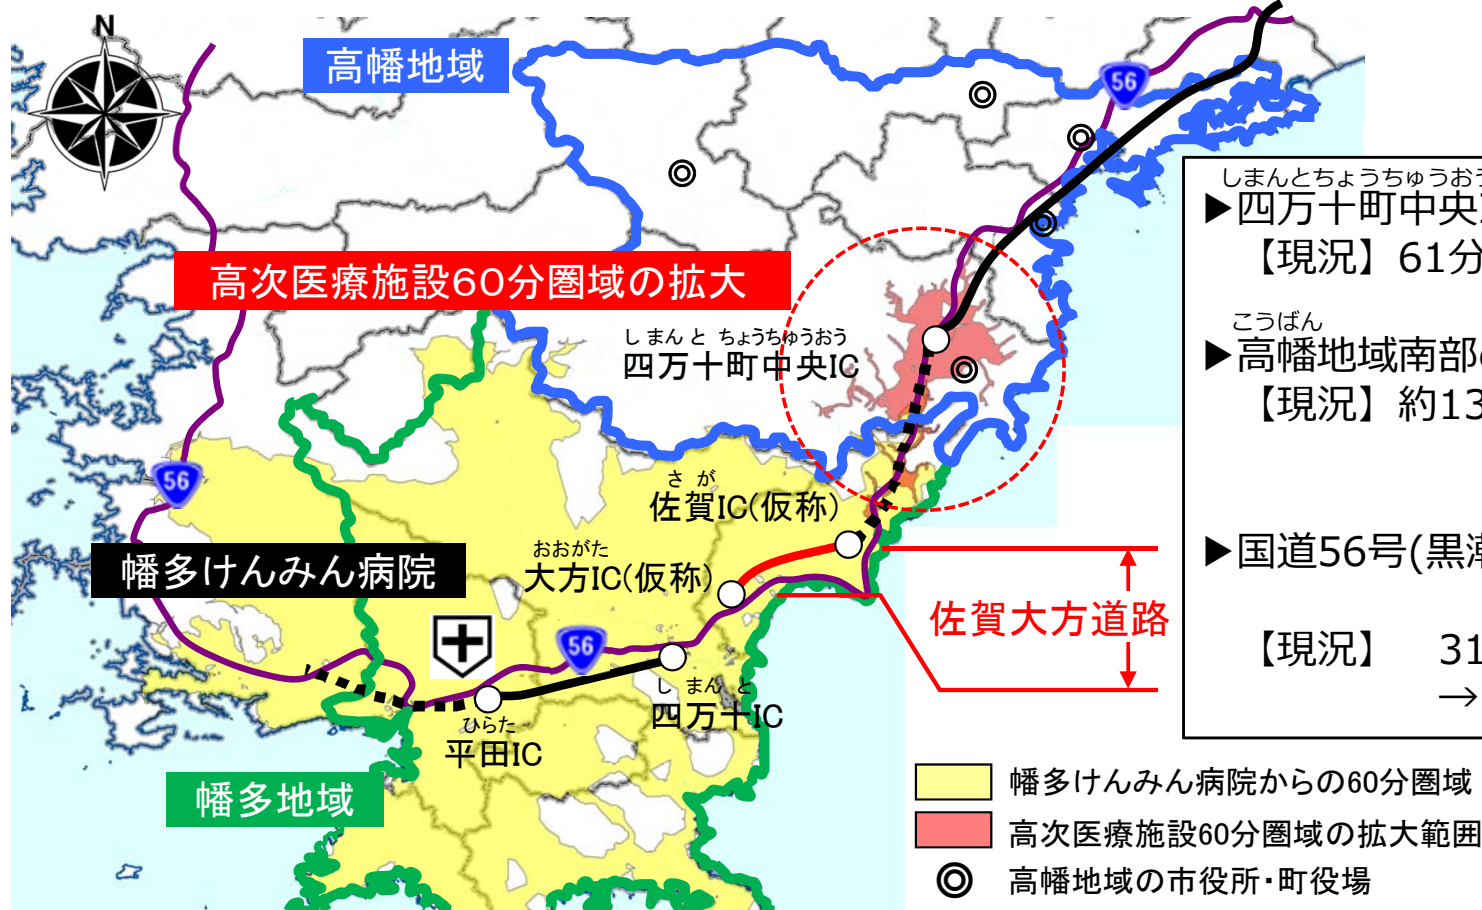 N
高幡地域
56
高次医療施設60分圏域の拡大
しまんとちょうちゅうおう
四万十町中央IC
さが
佐賀IC(仮称)
おおがた
大方IC(仮称)
56
幡多けんみん病院
56
しまんと
四万十IC
ひらた
平田IC
幡多地域
佐賀大方道路
しまんとちょうちゅうおう
▶四万十町中央
【現況】61分
こうばん
▶高幡地域南部
【現況】約13
▶国道56号(黒潮
【現況】 31
→
幡多けんみん病院からの60分圏域
高次医療施設60分圏域の拡大範囲
高幡地域の市役所・町役場